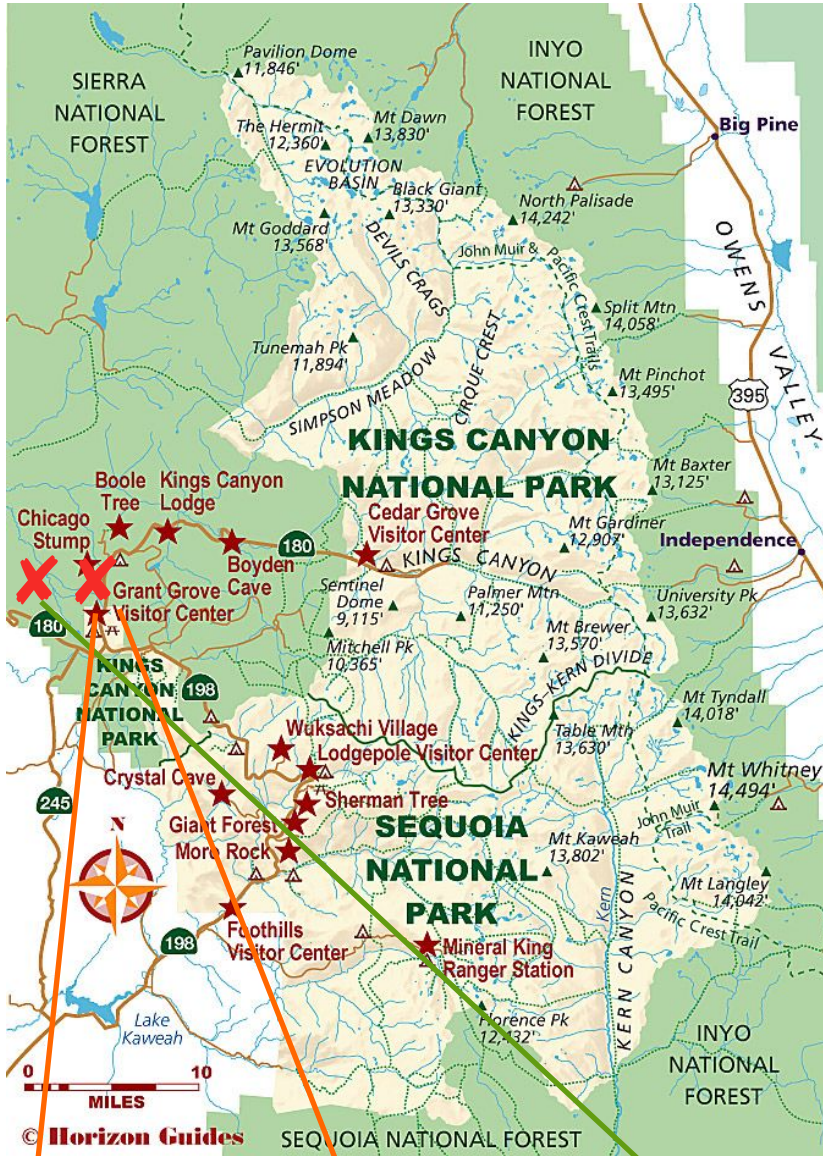 Pavilion Dome
11,846'
INYO
NATIONAL
FOREST
SIERRA
NATIONAL
FOREST
Mt Dawn
13,830'
The Hermit
12,360'
EVOLUTION
BASIN
Big Pine
Black Giant
13,330'
North Palisade
14,242'
Mt Goddard
13,568'
DEVILS CRAGS
John Muir &
Pacific Crest Trails
OWENS
VALLEY
Split Mtn
14,058'
Tunemah Pk
11,894'
CIRQUE CREST
SIMPSON MEADOW
Mt Pinchot
13,495'
395
KINGS CANYON
NATIONAL PARK
Boole
Tree
Kings Canyon
Lodge
Mt Baxter
13,125'
Chicago
Stump
Cedar Grove
Visitor Center
180
Boyden
Cave
KINGS CANYON
Mt Gardiner
12,907'
Independence
Grant Grove
Visitor Center
Sentinel
Dome
9,115'
Palmer Mtn
11,250'
University Pk
13,632'
180
Mitchell Pk
10,365'
Mt Brewer
13,570'
KINGS
CANYON
NATIONAL
PARK
198
KINGS-KERN DIVIDE
Mt Tyndall
14,018'
Table Mtn
13,630'
Wuksachi Village
Lodgepole Visitor Center
Crystal Cave
Mt Whitney
14,494'
245
Sherman Tree
Giant Forest
Moro Rock
SEQUOIA
NATIONAL
PARK
John Muir
Trail
N
Mt Kaweah
13,802'
Mt Langley
14,042'
Kern
KERN CANYON
Pacific Crest Trail
Foothills
Visitor Center
198
Mineral King
Ranger Station
Lake
Kaweah
Florence Pk
12,432'
INYO
NATIONAL
FOREST
0 10
MILES
© Horizon Guides
SEQUOIA NATIONAL FOREST